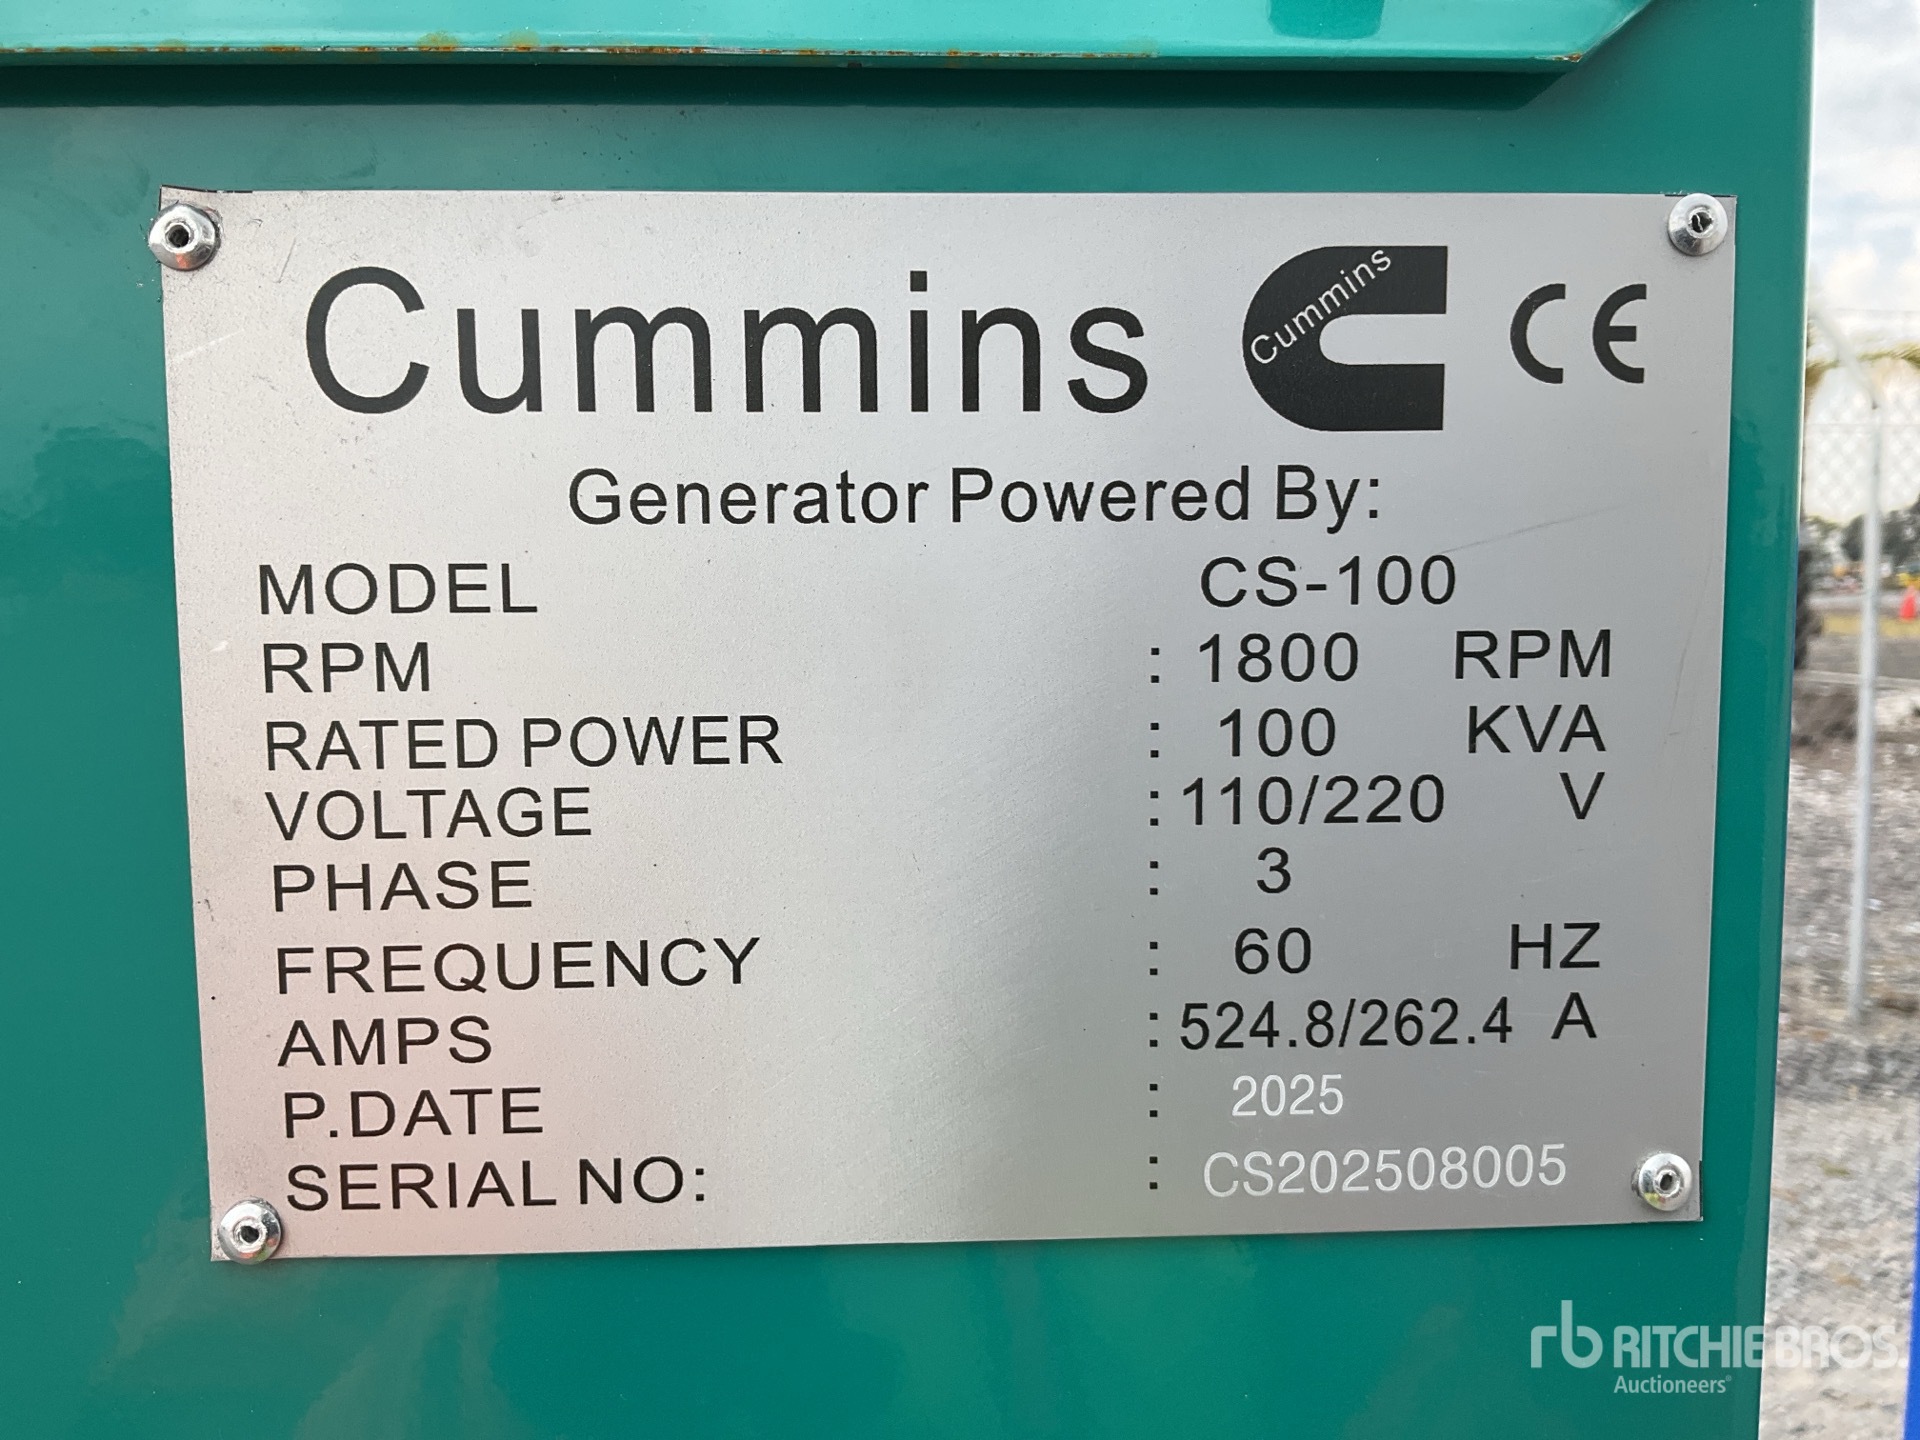 Cummins Cummins CE
Generator Powered By:
MODEL CS-100
RPM : 1800 RPM
RATED POWER : 100 KVA
VOLTAGE : 110/220 V
PHASE : 3
FREQUENCY : 60 HZ
AMPS : 524.8/262.4 A
P.DATE : 2025
SERIAL NO: : CS202508005
rb RITCHIE BROS.
Auctioneers®